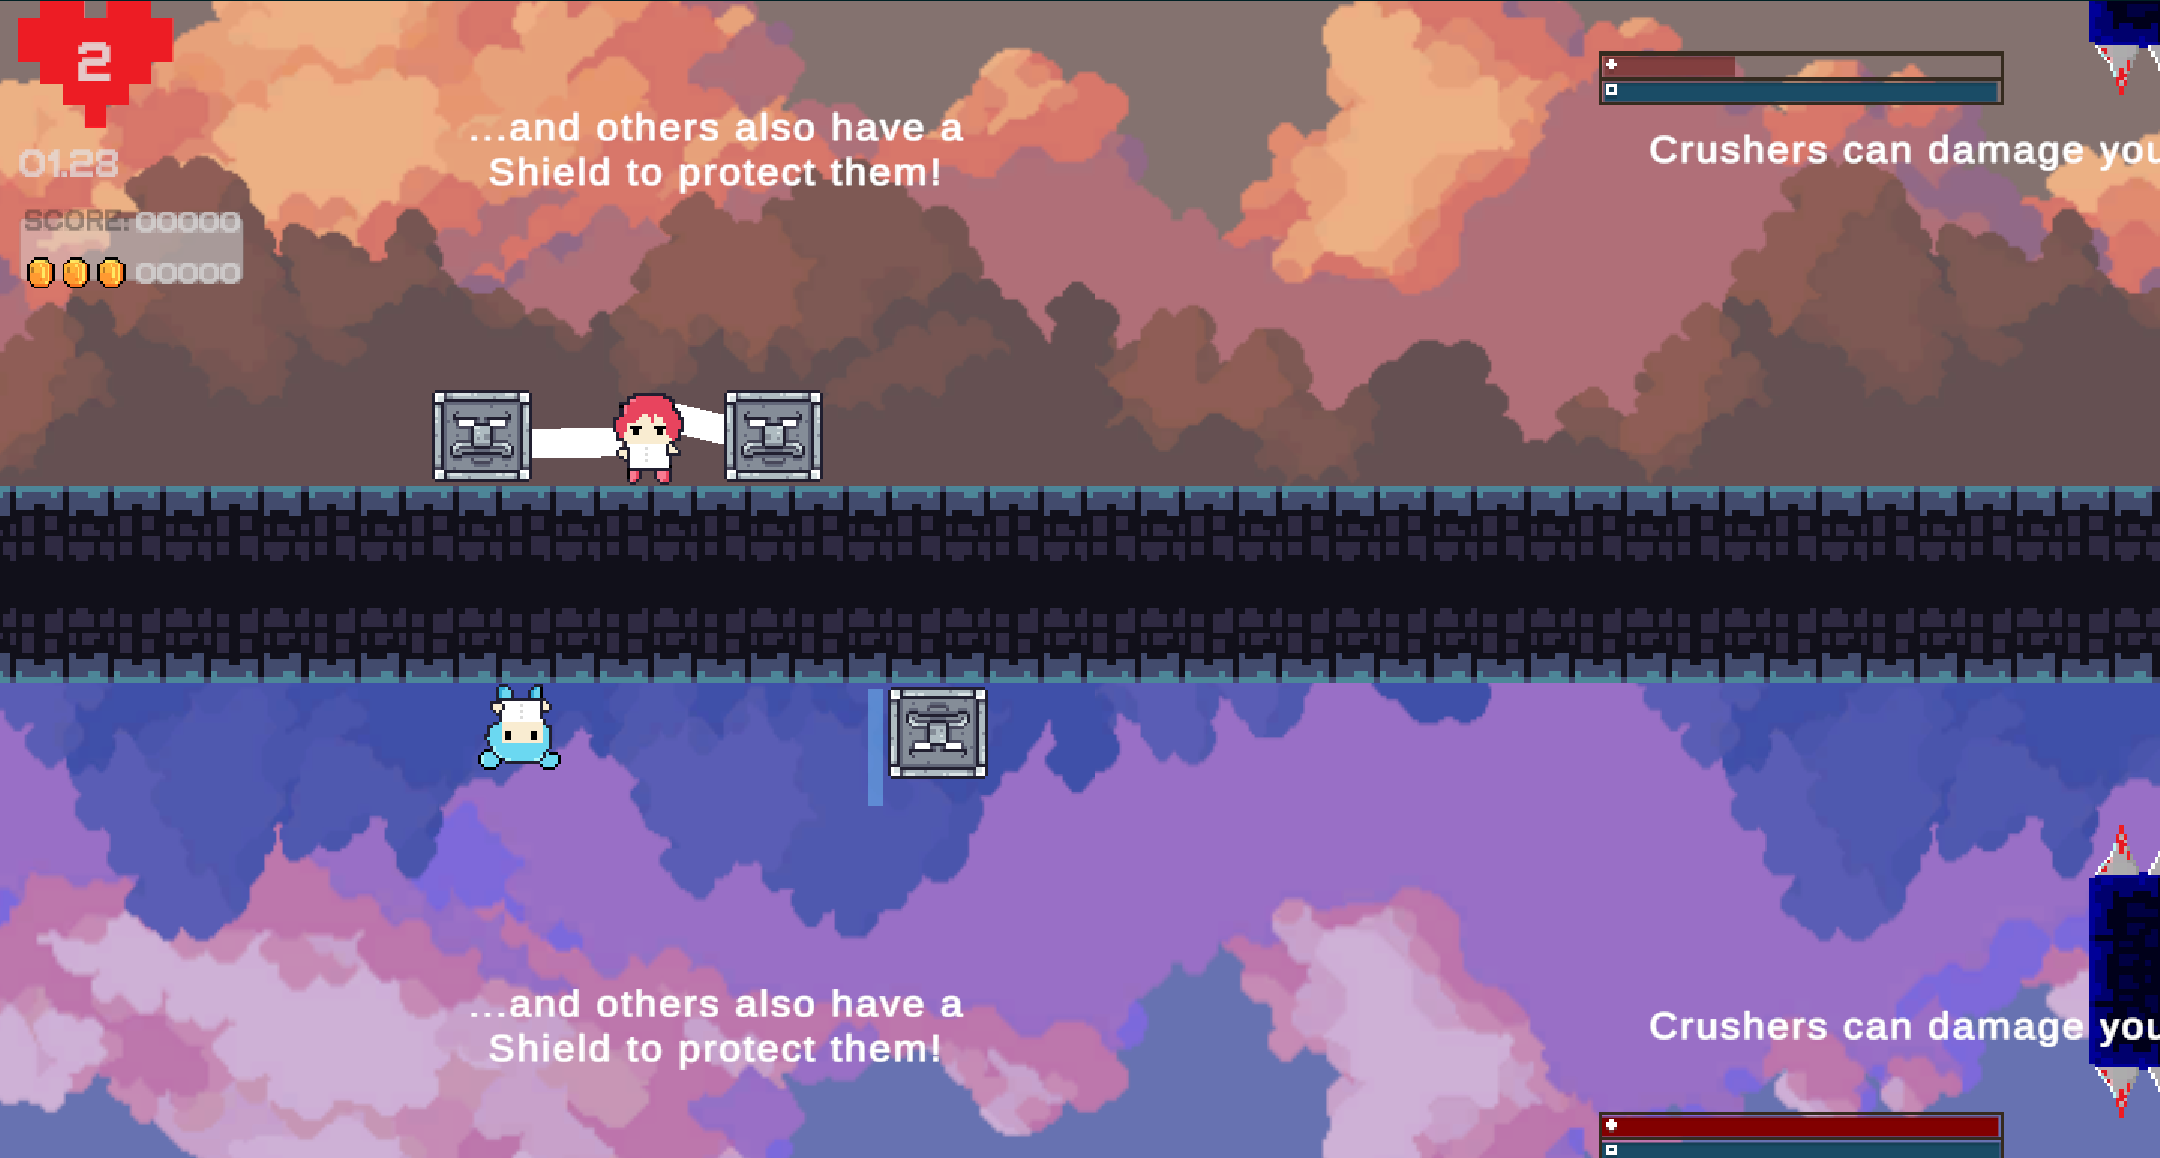 2
01.28
SCORE: 00000
00000
...and others also have a
Shield to protect them!
Crushers can damage you
...and others also have a
Shield to protect them!
Crushers can damage you